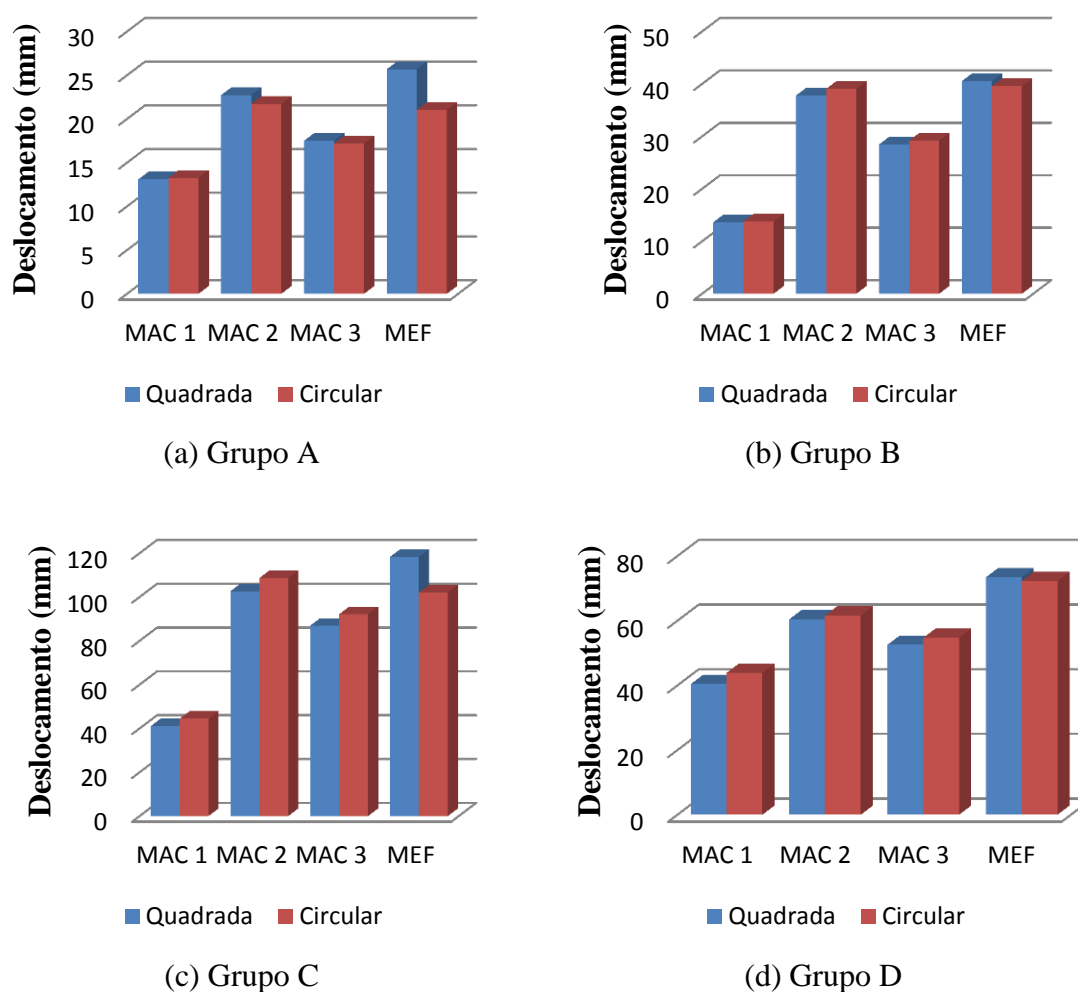 Deslocamento (mm)
30
25
20
15
10
5
0
MAC 1 MAC 2 MAC 3 MEF
Quadrada Circular
(a) Grupo A
Deslocamento (mm)
50
40
30
20
10
0
MAC 1 MAC 2 MAC 3 MEF
Quadrada Circular
(b) Grupo B
Deslocamento (mm)
120
100
80
60
40
20
0
MAC 1 MAC 2 MAC 3 MEF
Quadrada Circular
(c) Grupo C
Deslocamento (mm)
80
60
40
20
0
MAC 1 MAC 2 MAC 3 MEF
Quadrada Circular
(d) Grupo D